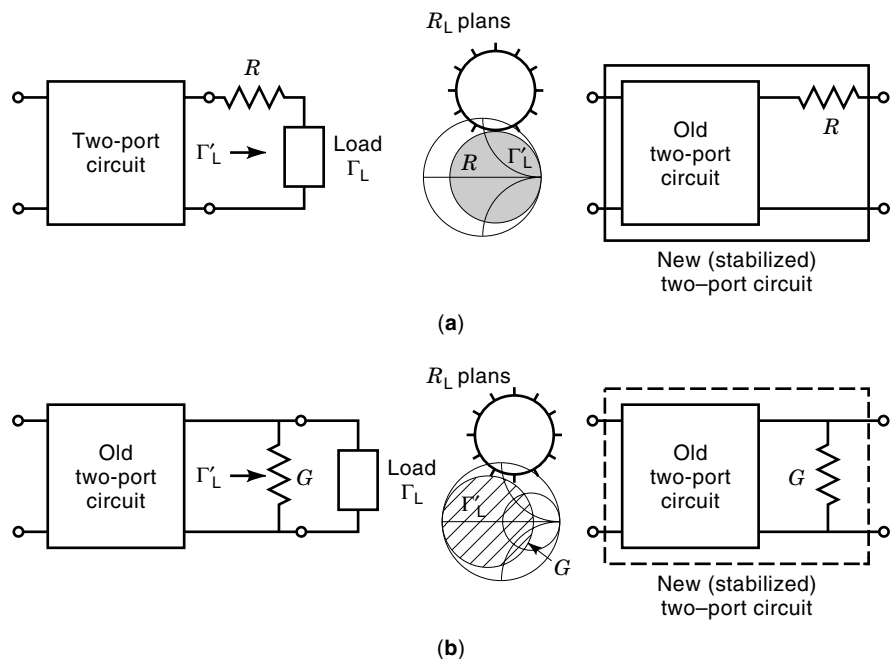 R_L plans
R
Two-port
circuit
Γ′_L
Load
Γ_L
R
Γ′_L
Old
two-port
circuit
R
New (stabilized)
two–port circuit
(a)
R_L plans
Old
two-port
circuit
Γ′_L
G
Load
Γ_L
Γ′_L
G
Old
two-port
circuit
G
New (stabilized)
two–port circuit
(b)